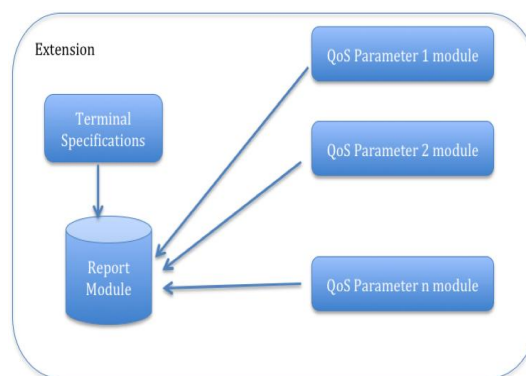 Extension
QoS Parameter 1 module
Terminal
Specifications
QoS Parameter 2 module
Report
Module
QoS Parameter n module